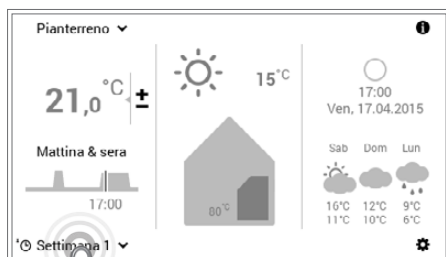 Pianterreno
21,0 °C ±
Mattina & sera
17:00
Settimana 1
15°C
80°C
17:00
Ven, 17.04.2015
Sab Dom Lun
16°C 12°C 9°C
11°C 10°C 6°C